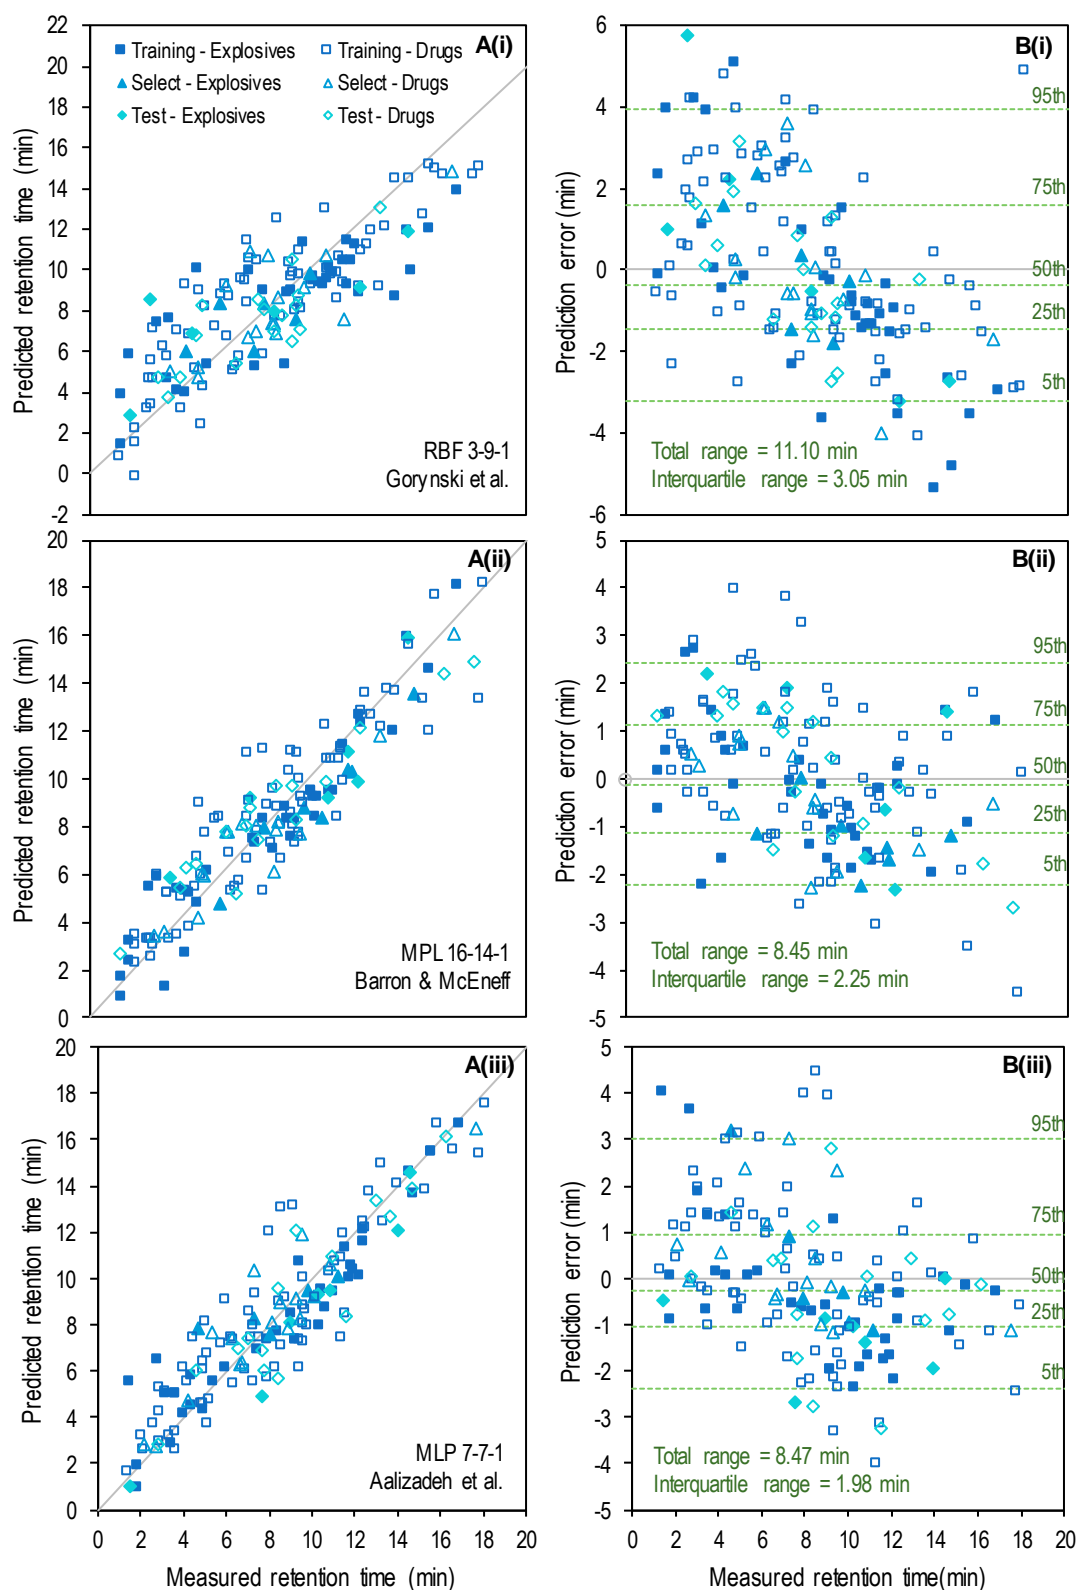 A(i)
Training - Explosives
Training - Drugs
Select - Explosives
Select - Drugs
Test - Explosives
Test - Drugs
22
20
18
16
14
12
10
8
6
4
2
0
-2
Predicted retention time (min)
RBF 3-9-1
Gorynski et al.
B(i)
6
4
2
0
-2
-4
-6
Prediction error (min)
95th
75th
50th
25th
5th
Total range = 11.10 min
Interquartile range = 3.05 min
A(ii)
20
18
16
14
12
10
8
6
4
2
0
Predicted retention time (min)
MPL 16-14-1
Barron & McEneff
B(ii)
5
4
3
2
1
0
-1
-2
-3
-4
-5
Prediction error (min)
95th
75th
50th
25th
5th
Total range = 8.45 min
Interquartile range = 2.25 min
A(iii)
20
18
16
14
12
10
8
6
4
2
0
Predicted retention time (min)
MLP 7-7-1
Aalizadeh et al.
0 2 4 6 8 10 12 14 16 18 20
Measured retention time (min)
B(iii)
5
4
3
2
1
0
-1
-2
-3
-4
-5
Prediction error (min)
95th
75th
50th
25th
5th
Total range = 8.47 min
Interquartile range = 1.98 min
0 2 4 6 8 10 12 14 16 18 20
Measured retention time(min)